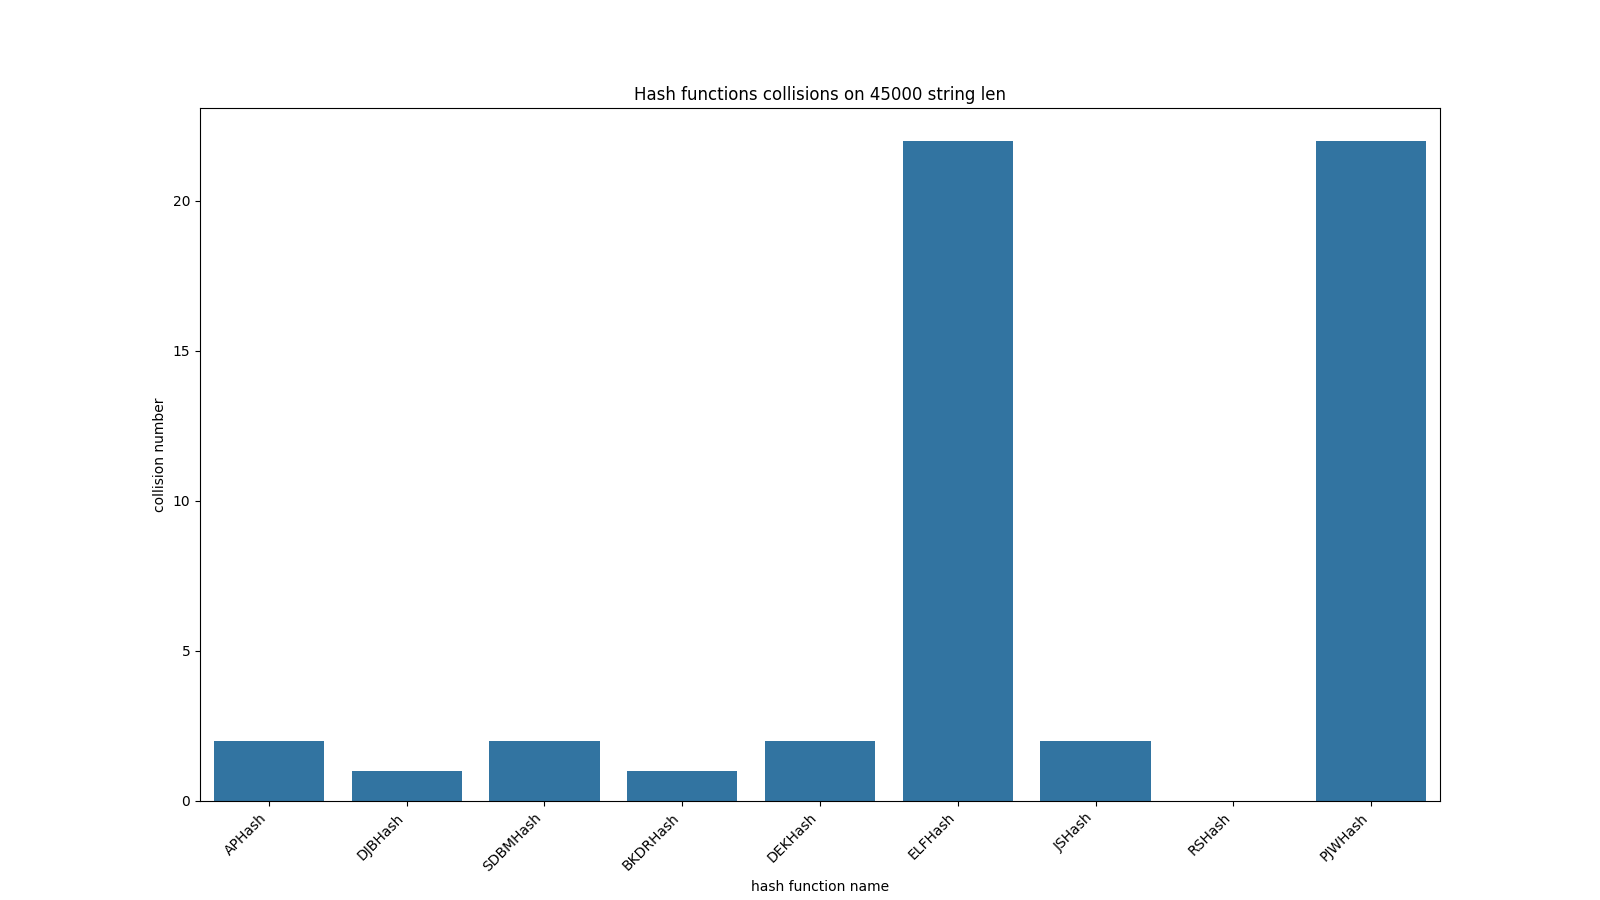 Hash functions collisions on 45000 string len
collision number
20
15
10
5
0
APHash
DJBHash
SDBMHash
BKDRHash
DEKHash
ELFHash
JSHash
RSHash
PJWHash
hash function name